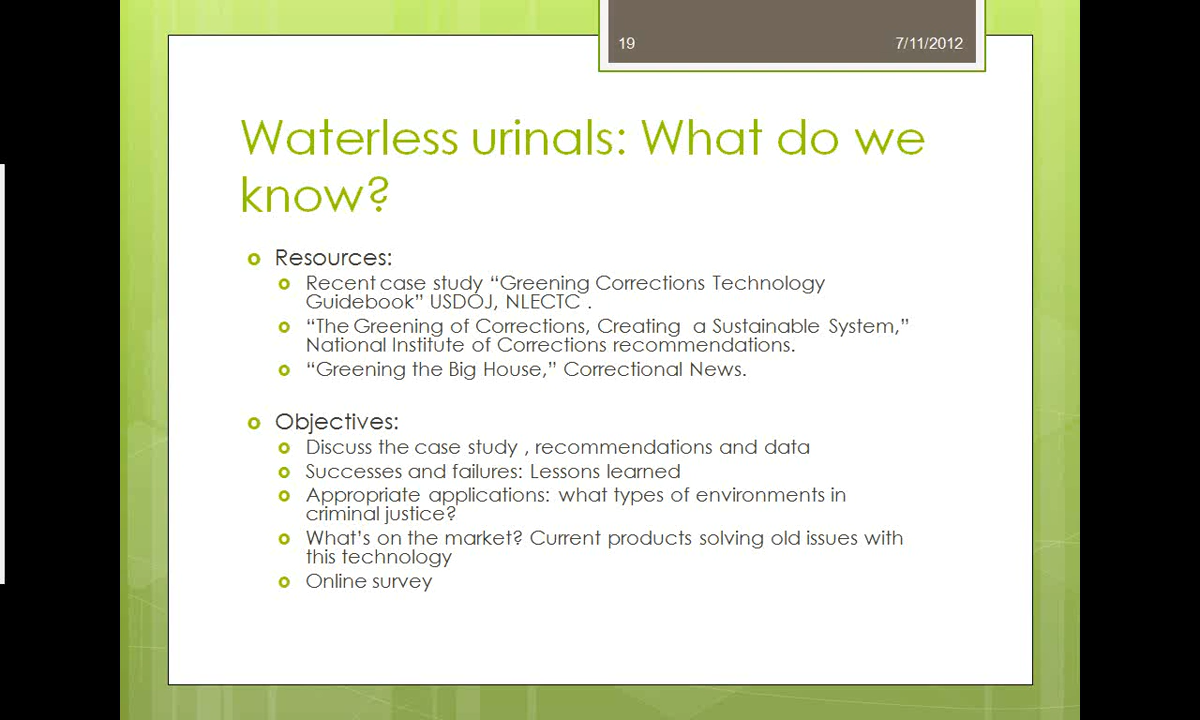 19
7/11/2012
Waterless urinals: What do we
know?
Resources:
Recent case study “Greening Corrections Technology
Guidebook” USDOJ, NLECTC .
“The Greening of Corrections, Creating  a Sustainable System,”
National Institute of Corrections recommendations.
“Greening the Big House,” Correctional News.
Objectives:
Discuss the case study , recommendations and data
Successes and failures: Lessons learned
Appropriate applications: what types of environments in
criminal justice?
What’s on the market? Current products solving old issues with
this technology
Online survey